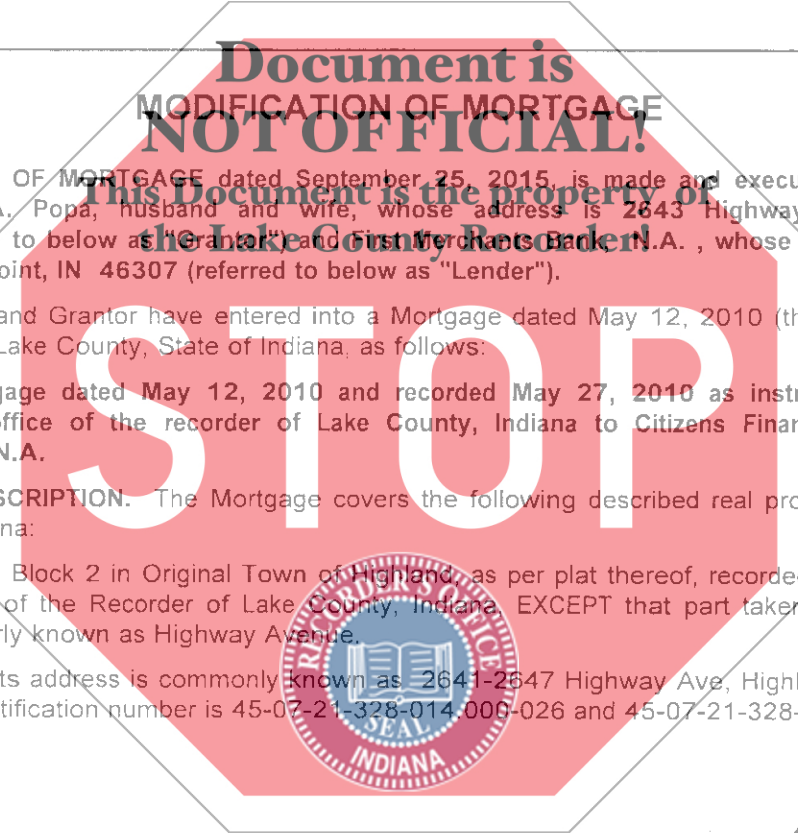 Document is
MODIFICATION OF MORTGAGE
NOT OFFICIAL!
OF MORTGAGE dated September 25, 2015, is made and execu
This Document is the property of
A. Popa, husband and wife, whose address is 2643 Highway
the Lake County Recorder!
to below as "Grantor") and First Merchants Bank, N.A. , whose
oint, IN 46307 (referred to below as "Lender").
and Grantor have entered into a Mortgage dated May 12, 2010 (th
Lake County, State of Indiana, as follows:
gage dated May 12, 2010 and recorded May 27, 2010 as instr
office of the recorder of Lake County, Indiana to Citizens Finan
N.A.
STOP
SCRIPTION. The Mortgage covers the following described real pro
na:
Block 2 in Original Town of Highland, as per plat thereof, recorde
of the Recorder of Lake County, Indiana, EXCEPT that part taken
rly known as Highway Avenue.
ts address is commonly known as 2641-2647 Highway Ave, Highl
tification number is 45-07-21-328-014.000-026 and 45-07-21-328-
RECORDER'S OFFICE
SEAL
INDIANA